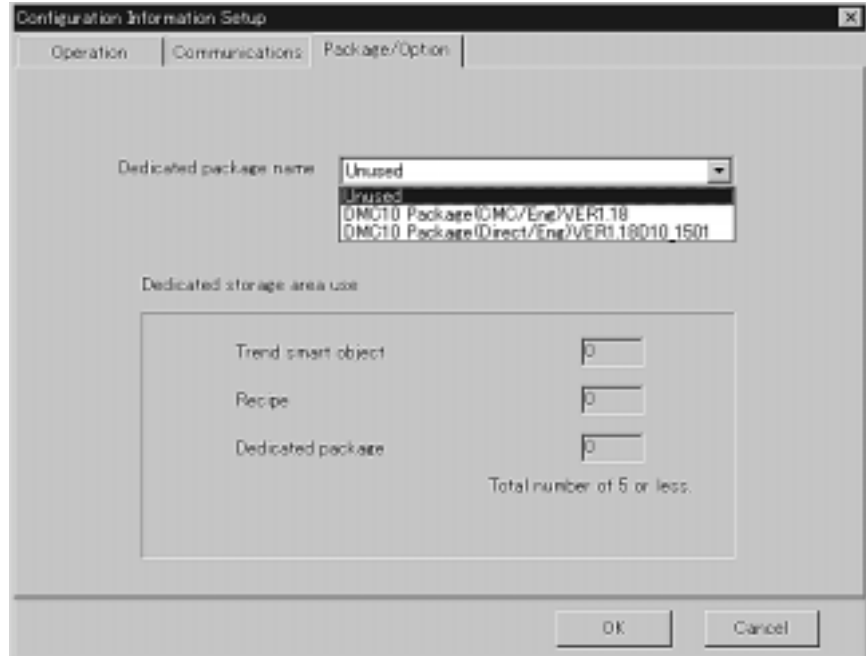 Configuration Information Setup
Operation Communications Package/Option
Dedicated package name Unused
Unused
DMC10 Package(CMC/Eng)VER1.18
DMC10 Package(Direct/Eng)VER1.18D10_1501
Dedicated storage area use
Trend smart object 0
Recipe 0
Dedicated package 0
Total number of 5 or less.
OK Cancel